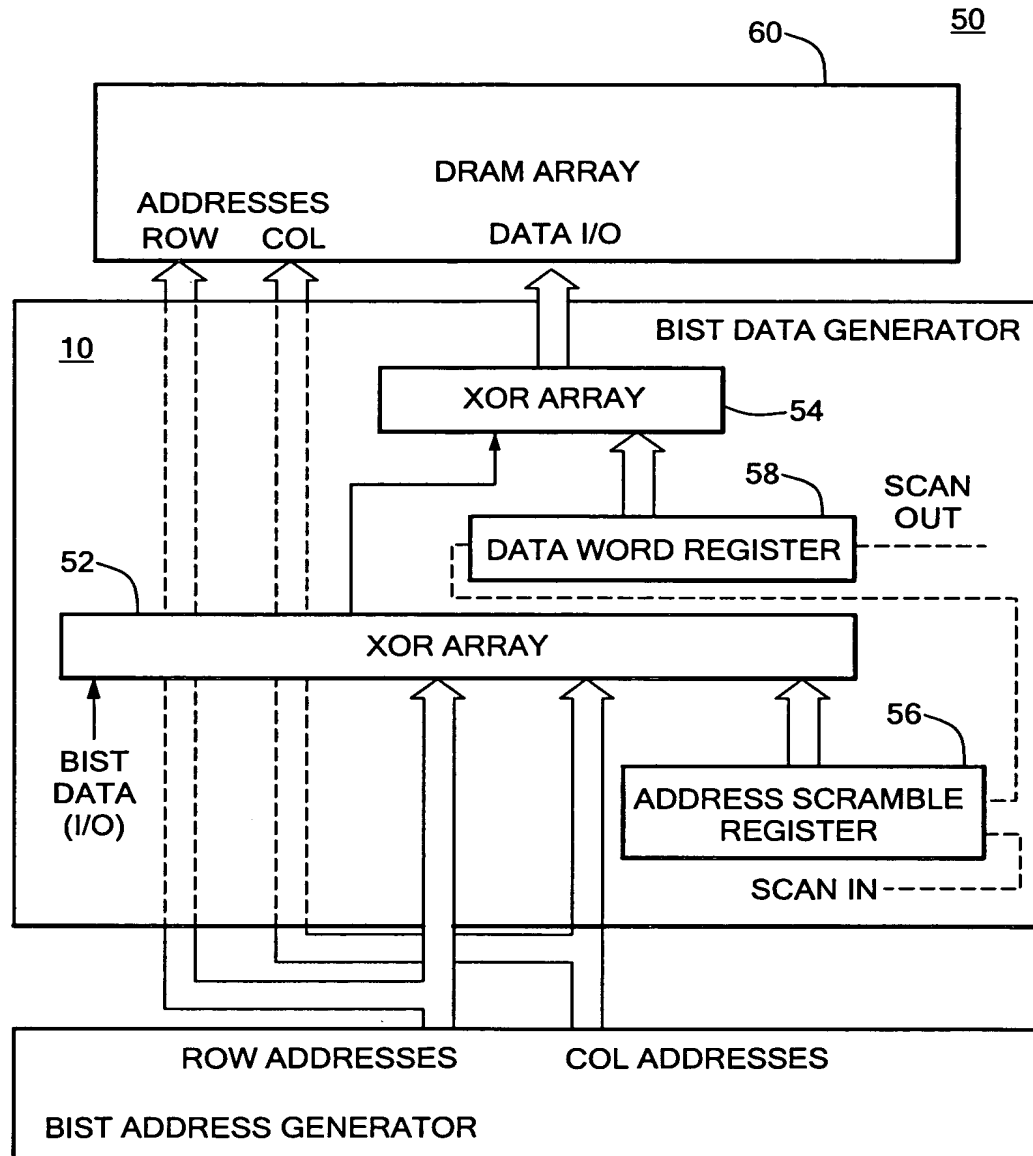 50
60
DRAM ARRAY
ADDRESSES
ROW COL
DATA I/O
10
BIST DATA GENERATOR
XOR ARRAY
54
58
SCAN
OUT
DATA WORD REGISTER
52
XOR ARRAY
56
BIST
DATA
(I/O)
ADDRESS SCRAMBLE
REGISTER
SCAN IN
ROW ADDRESSES
COL ADDRESSES
BIST ADDRESS GENERATOR